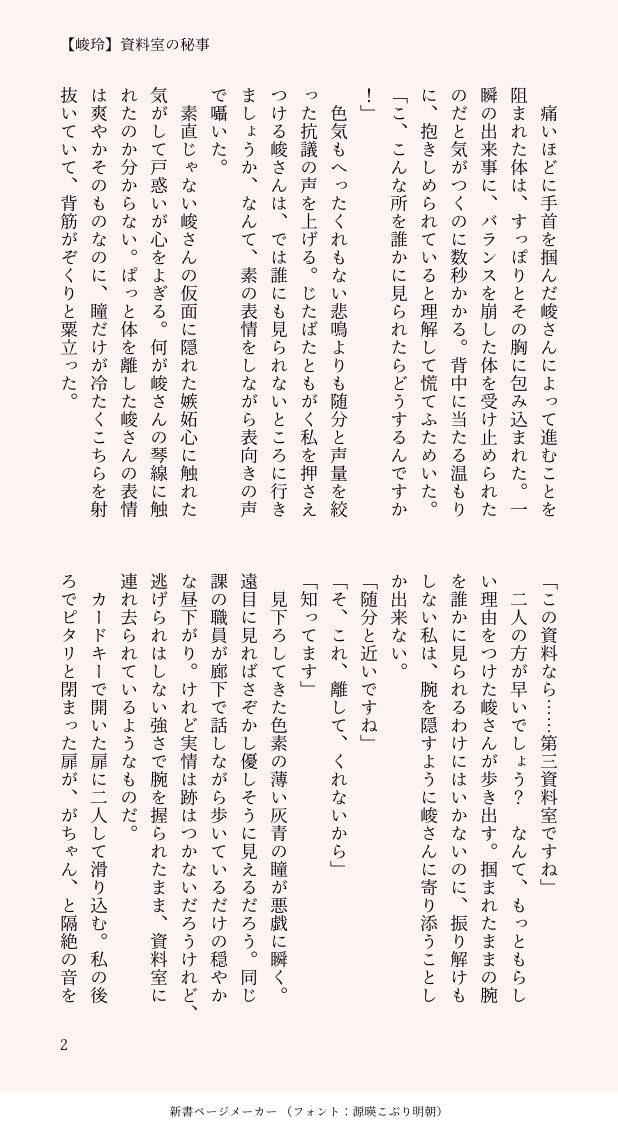 【峻玲】資料室の秘事
　痛いほどに手首を掴んだ峻さんによって進むことを
阻まれた体は、すっぽりとその胸に包み込まれた。一
瞬の出来事に、バランスを崩した体を受け止められた
のだと気がつくのに数秒かかる。背中に当たる温もり
に、抱きしめられていると理解して慌てふためいた。
「こ、こんな所を誰かに見られたらどうするんですか
！」
　色気もへったくれもない悲鳴よりも随分と声量を絞
った抗議の声を上げる。じたばたともがく私を押さえ
つける峻さんは、では誰にも見られないところに行き
ましょうか、なんて、素の表情をしながら表向きの声
で囁いた。
　素直じゃない峻さんの仮面に隠れた嫉妬心に触れた
気がして戸惑いが心をよぎる。何が峻さんの琴線に触
れたのか分からない。ぱっと体を離した峻さんの表情
は爽やかそのものなのに、瞳だけが冷たくこちらを射
抜いていて、背筋がぞくりと粟立った。
「この資料なら……第三資料室ですね」
　二人の方が早いでしょう？　なんて、もっともらし
い理由をつけた峻さんが歩き出す。掴まれたままの腕
を誰かに見られるわけにはいかないのに、振り解けも
しない私は、腕を隠すように峻さんに寄り添うことし
か出来ない。
「随分と近いですね」
「そ、これ、離して、くれないから」
「知ってます」
　見下ろしてきた色素の薄い灰青の瞳が悪戯に瞬く。
遠目に見ればさぞかし優しそうに見えるだろう。同じ
課の職員が廊下で話しながら歩いているだけの穏やか
な昼下がり。けれど実情は跡はつかないだろうけれど、
逃げられはしない強さで腕を握られたまま、資料室に
連れ去られているようなものだ。
　カードキーで開いた扉に二人して滑り込む。私の後
ろでピタリと閉まった扉が、がちゃん、と隔絶の音を
2
新書ページメーカー （フォント：源暎こぶり明朝）